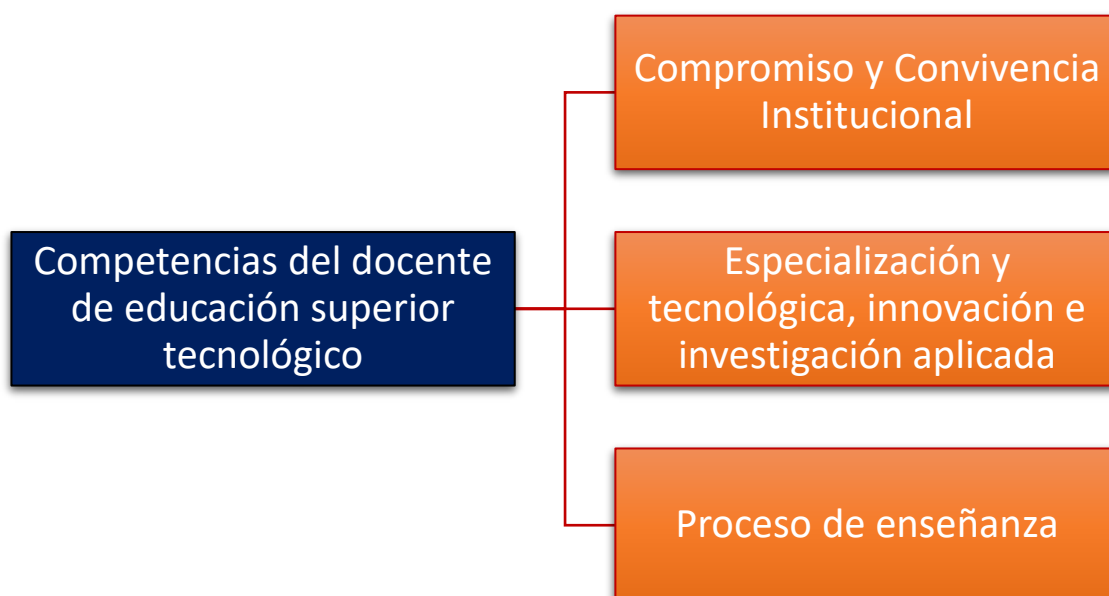 Compromiso y Convivencia
Institucional
Competencias del docente
de educación superior
tecnológico
Especialización y
tecnológica, innovación e
investigación aplicada
Proceso de enseñanza